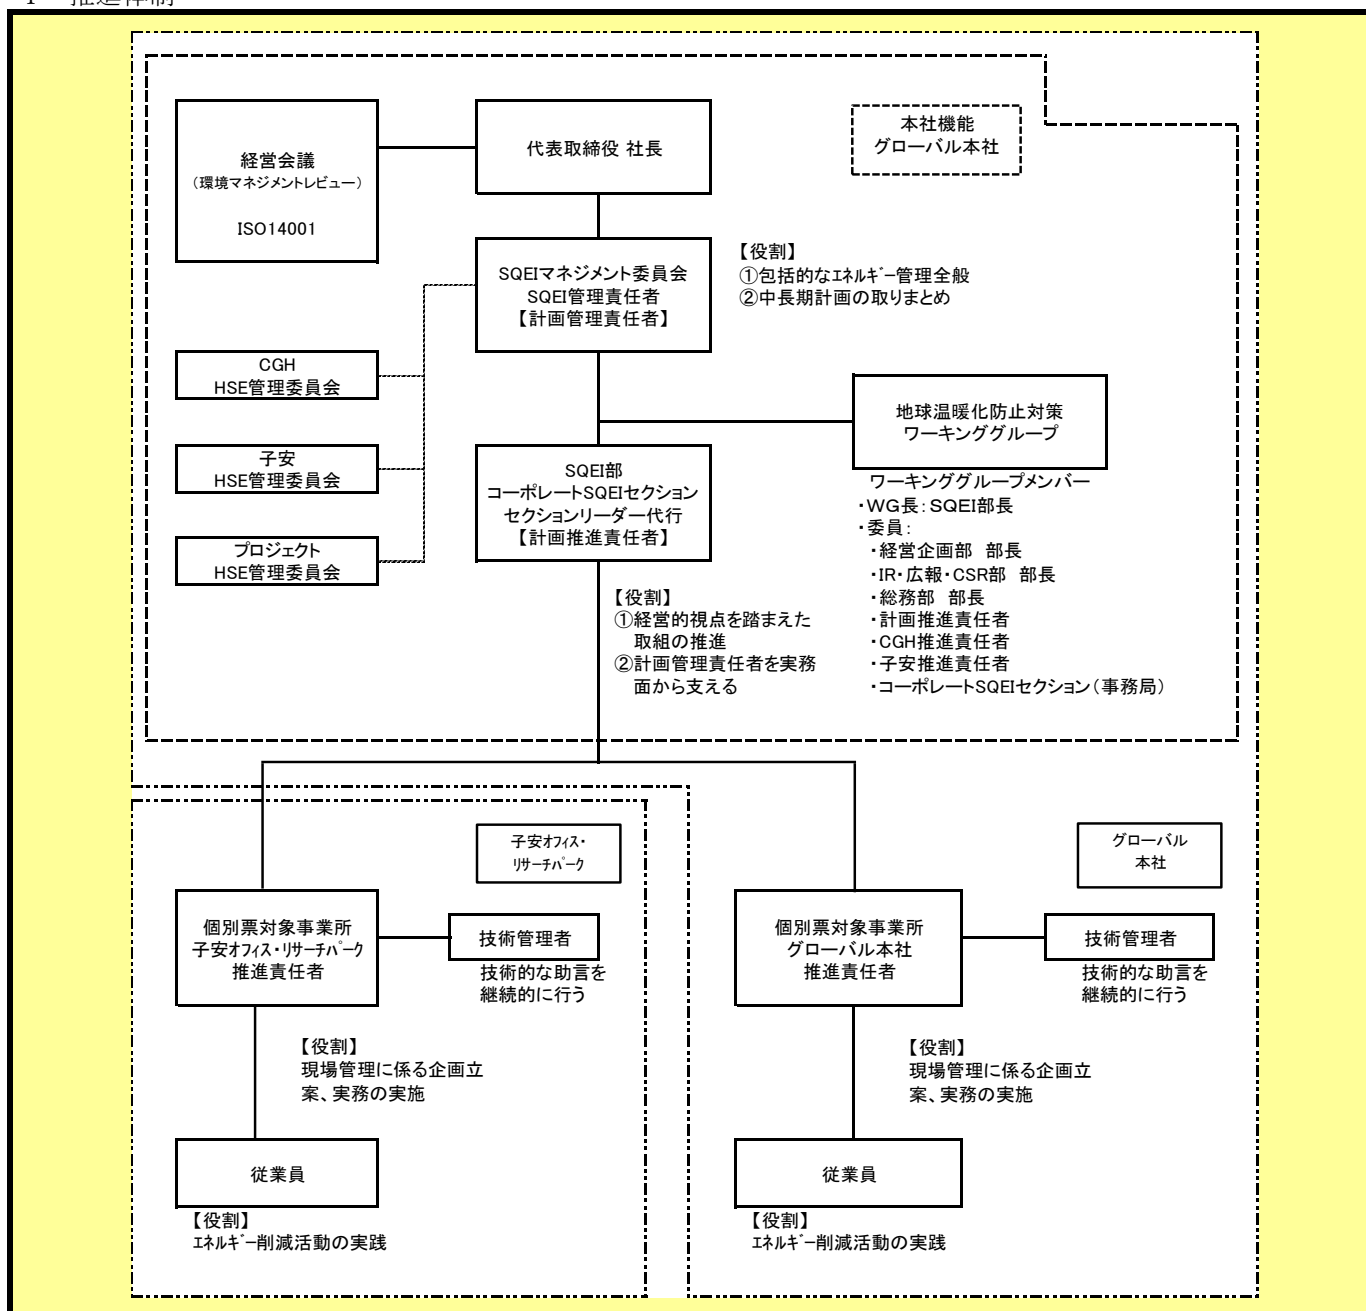 推進体制
経営会議
（環境マネジメントレビュー）
ISO14001
代表取締役 社長
本社機能
グローバル本社
SQEIマネジメント委員会
SQEI管理責任者
【計画管理責任者】
【役割】
①包括的なｴﾈﾙｷﾞｰ管理全般
②中長期計画の取りまとめ
CGH
HSE管理委員会
子安
HSE管理委員会
プロジェクト
HSE管理委員会
地球温暖化防止対策
ワーキンググループ
SQEI部
コーポレートSQEIセクション
セクションリーダー代行
【計画推進責任者】
ワーキンググループメンバー
・WG長：SQEI部長
・委員：
・経営企画部　部長
・IR・広報・CSR部　部長
・総務部　部長
・計画推進責任者
・CGH推進責任者
・子安推進責任者
・コーポレートSQEIセクション（事務局）
【役割】
①経営的視点を踏まえた
取組の推進
②計画管理責任者を実務
面から支える
子安ｵﾌｨｽ・
ﾘｻｰﾁﾊﾟｰｸ
個別票対象事業所
子安ｵﾌｨｽ・ﾘｻｰﾁﾊﾟｰｸ
推進責任者
技術管理者
技術的な助言を
継続的に行う
【役割】
現場管理に係る企画立
案、実務の実施
従業員
【役割】
ｴﾈﾙｷﾞｰ削減活動の実践
グローバル
本社
個別票対象事業所
グローバル本社
推進責任者
技術管理者
技術的な助言を
継続的に行う
【役割】
現場管理に係る企画立
案、実務の実施
従業員
【役割】
ｴﾈﾙｷﾞｰ削減活動の実践